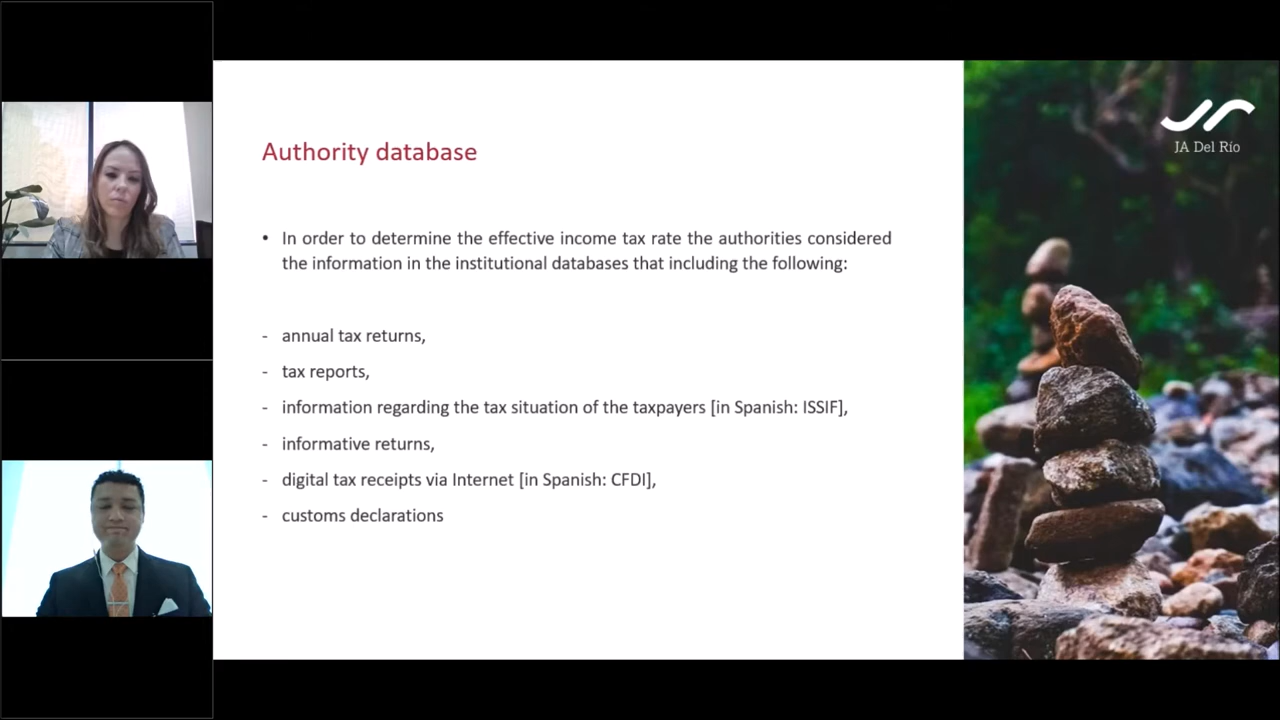 JA Del Río
Authority database
• In order to determine the effective income tax rate the authorities considered
the information in the institutional databases that including the following:
- annual tax returns,
- tax reports,
- information regarding the tax situation of the taxpayers [in Spanish: ISSIF],
- informative returns,
- digital tax receipts via Internet [in Spanish: CFDI],
- customs declarations